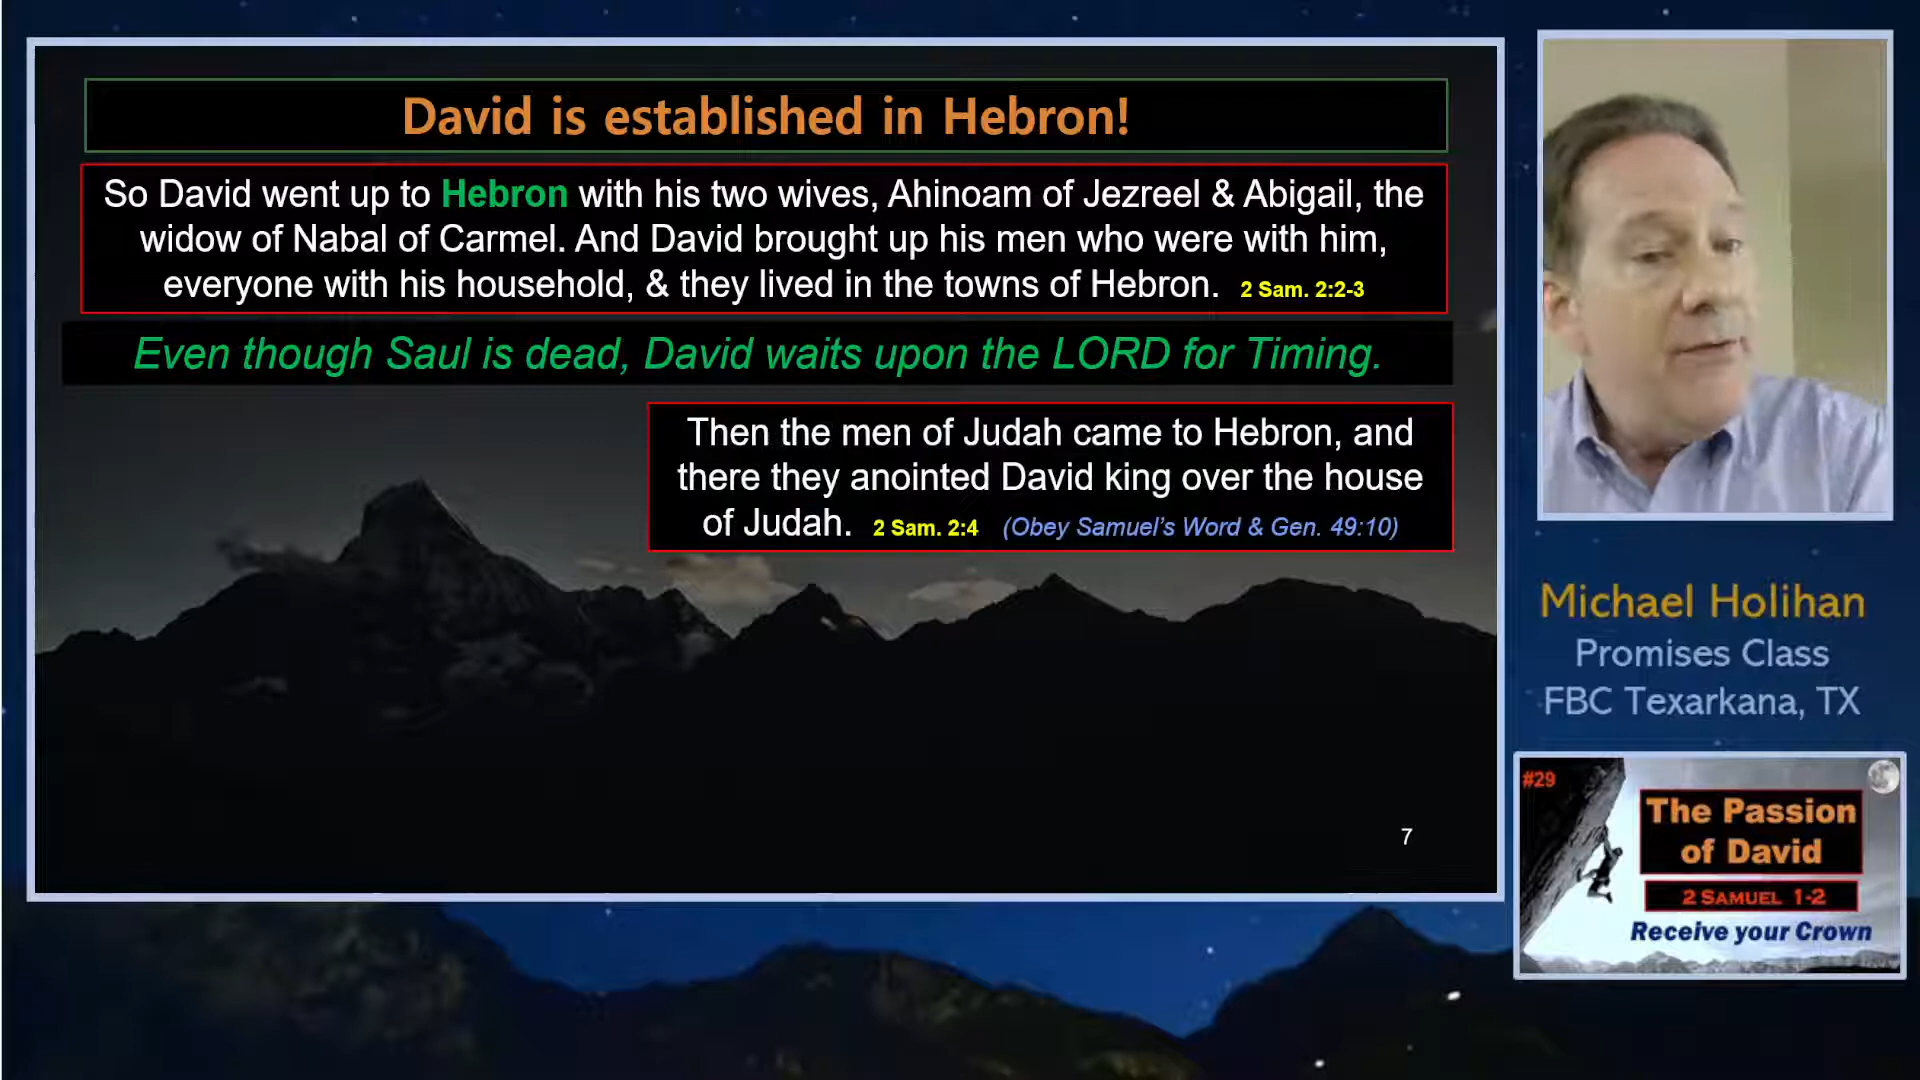 David is established in Hebron!
So David went up to Hebron with his two wives, Ahinoam of Jezreel & Abigail, the
widow of Nabal of Carmel. And David brought up his men who were with him,
everyone with his household, & they lived in the towns of Hebron. 2 Sam. 2:2-3
Even though Saul is dead, David waits upon the LORD for Timing.
Then the men of Judah came to Hebron, and
there they anointed David king over the house
of Judah. 2 Sam. 2:4 (Obey Samuel's Word & Gen. 49:10)
7
Michael Holihan
Promises Class
FBC Texarkana, TX
#29
The Passion
of David
2 SAMUEL 1-2
Receive your Crown